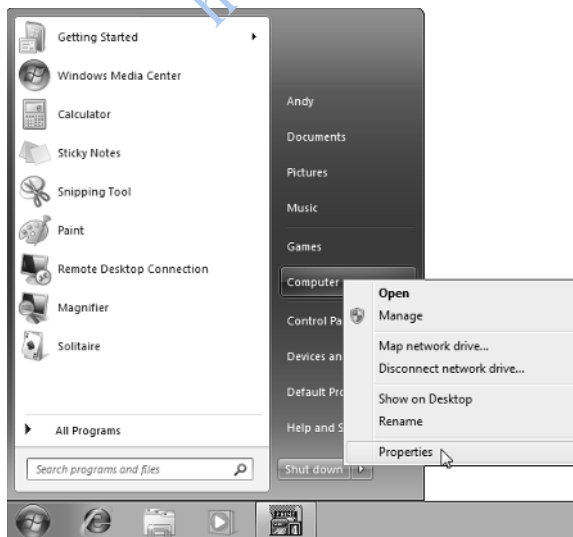 Getting Started
Windows Media Center
Calculator
Sticky Notes
Snipping Tool
Paint
Remote Desktop Connection
Magnifier
Solitaire
All Programs
Search programs and files
Andy
Documents
Pictures
Music
Games
Computer
Control Pa
Devices an
Default Pro
Help and S
Shut down
Open
Manage
Map network drive...
Disconnect network drive...
Show on Desktop
Rename
Properties